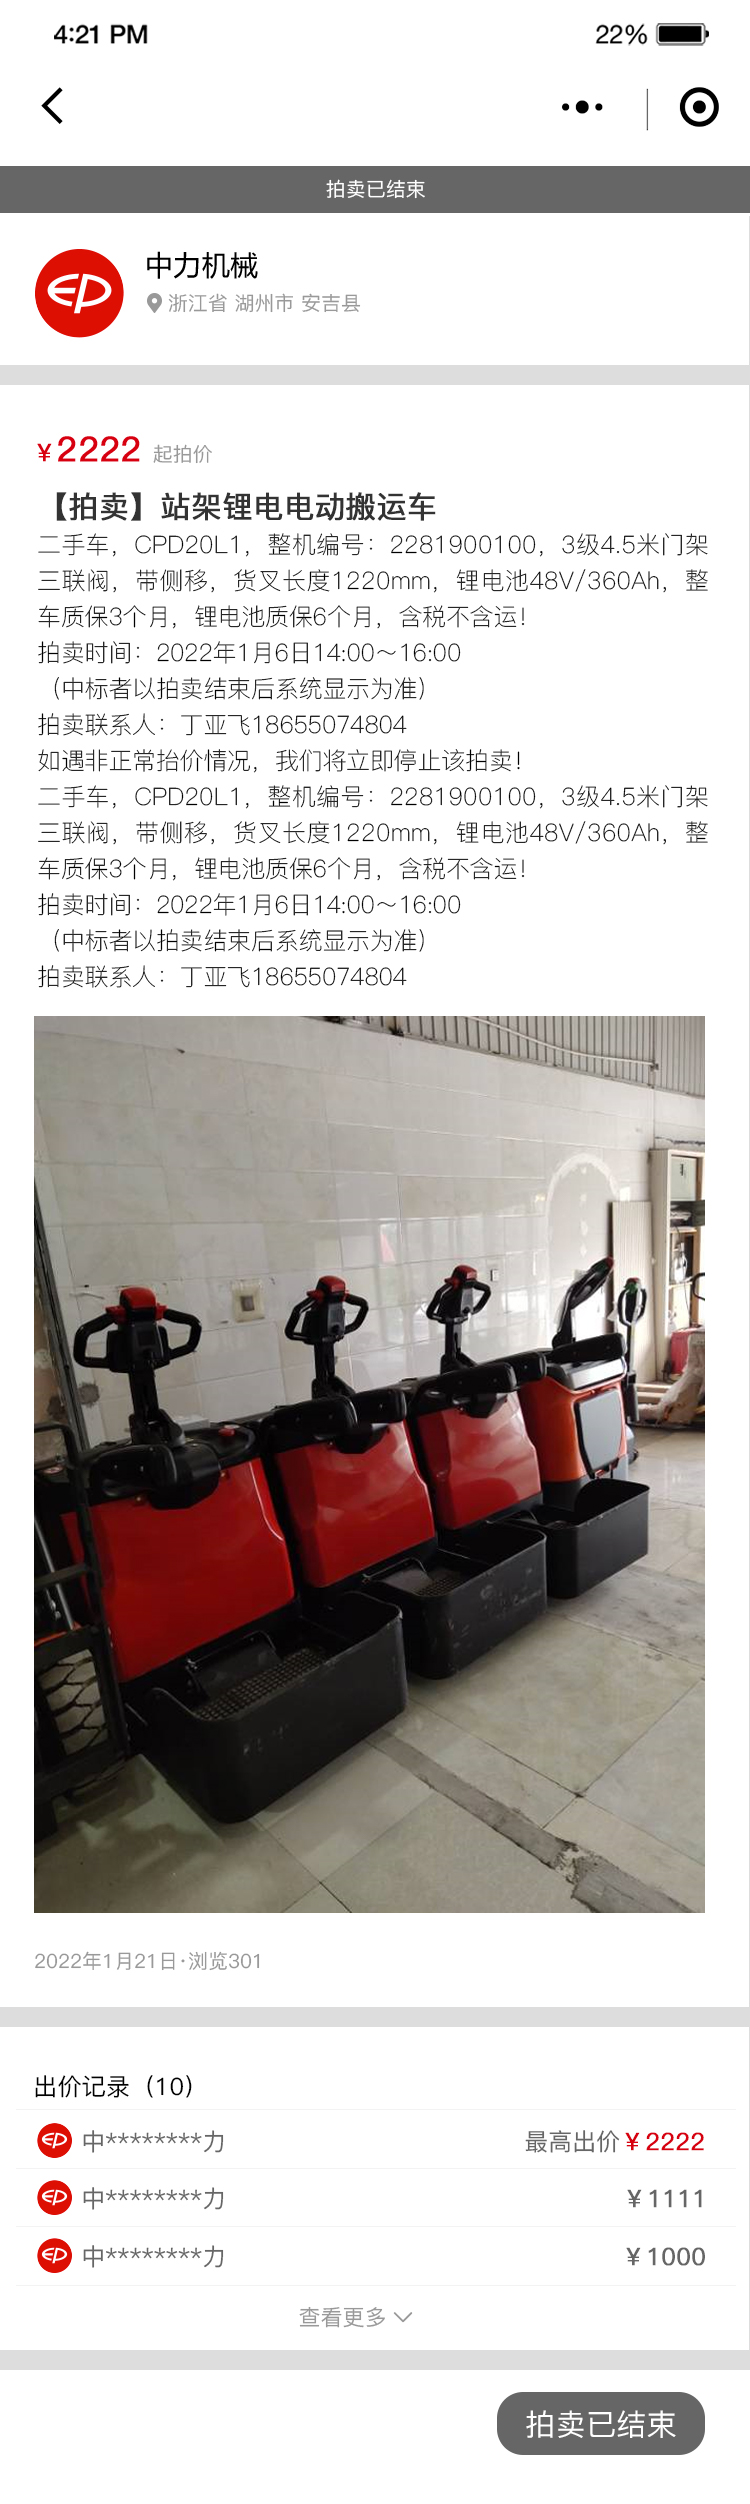 4:21 PM 22%
拍卖已结束
EP 中力机械
浙江省 湖州市 安吉县
¥2222 起拍价
【拍卖】站架锂电电动搬运车
二手车，CPD20L1，整机编号：2281900100，3级4.5米门架
三联阀，带侧移，货叉长度1220mm，锂电池48V/360Ah，整
车质保3个月，锂电池质保6个月，含税不含运！
拍卖时间：2022年1月6日14:00～16:00
（中标者以拍卖结束后系统显示为准）
拍卖联系人：丁亚飞18655074804
如遇非正常抬价情况，我们将立即停止该拍卖！
二手车，CPD20L1，整机编号：2281900100，3级4.5米门架
三联阀，带侧移，货叉长度1220mm，锂电池48V/360Ah，整
车质保3个月，锂电池质保6个月，含税不含运！
拍卖时间：2022年1月6日14:00～16:00
（中标者以拍卖结束后系统显示为准）
拍卖联系人：丁亚飞18655074804
2022年1月21日·浏览301
出价记录（10）
EP 中********力 最高出价 ¥2222
EP 中********力 ¥1111
EP 中********力 ¥1000
查看更多
拍卖已结束